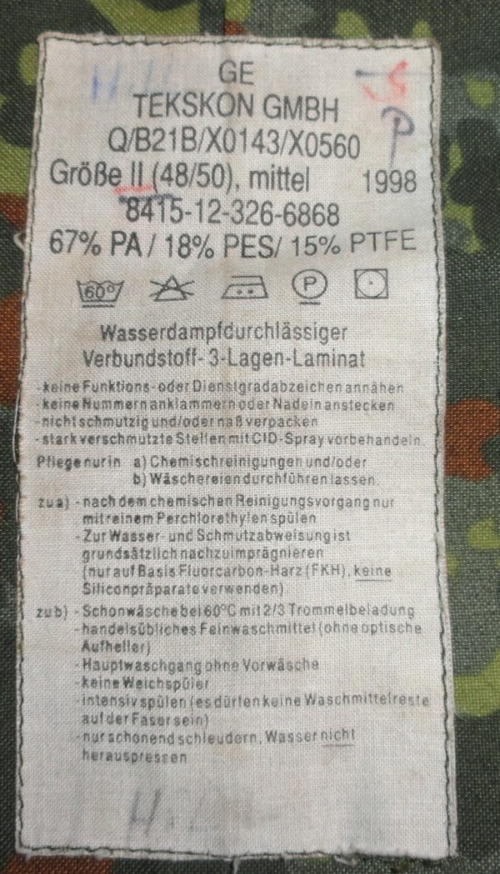 GE
TEKSKON GMBH
Q/B21B/X0143/X0560
P
Größe II (48/50), mittel 1998
8415-12-326-6868
67% PA / 18% PES/ 15% PTFE
60° P
Wasserdampfdurchlässiger
Verbundstoff-3-Lagen-Laminat
-keine Funktions-oder Dienstgradabzeichen annähen
-keine Nummern anklammern oder Nadeln anstecken
-nicht schmutzig und/oder naß verpacken
-stark verschmutzte Stellen mit CID-Spray vorbehandeln.
Pflege nur in a) Chemischreinigungen und/oder
b) Wäschereien durchführen lassen.
zu a) -nach dem chemischen Reinigungsvorgang nur
mit reinem Perchlorethylen spülen
-Zur Wasser- und Schmutzabweisung ist
grundsätzlich nachzuimprägnieren
(nur auf Basis Fluorcarbon-Harz (FKH), keine
Siliconpräparate verwenden)
zu b) -Schonwäsche bei 60°C mit 2/3 Trommelbeladung
-handelsübliches Feinwaschmittel (ohne optische
Aufheller)
-Hauptwaschgang ohne Vorwäsche
-keine Weichspüler
-intensiv spülen (es dürfen keine Waschmittelreste
auf der Faser sein)
-nur schonend schleudern, Wasser nicht
herauspressen